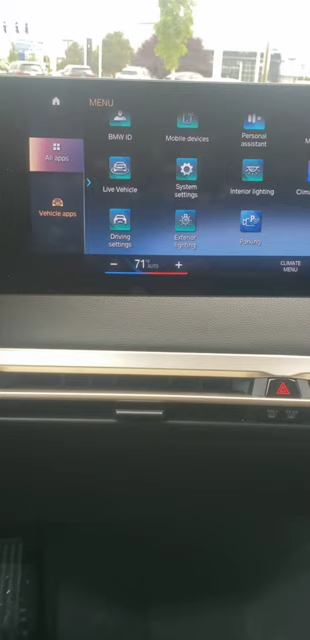 MENU
BMW ID
Mobile devices
Personal
assistant
All apps
Live Vehicle
System
settings
Interior lighting
Clima
Vehicle apps
Driving
settings
Exterior
lighting
Parking
− 71°F AUTO +
CLIMATE
MENU